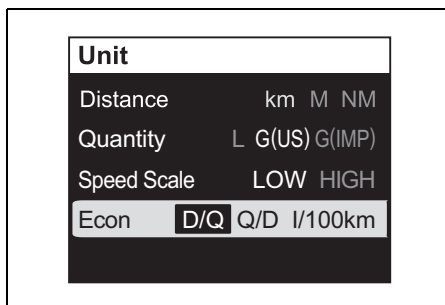 Unit
Distance km M NM
Quantity L G(US) G(IMP)
Speed Scale LOW HIGH
Econ D/Q Q/D l/100km